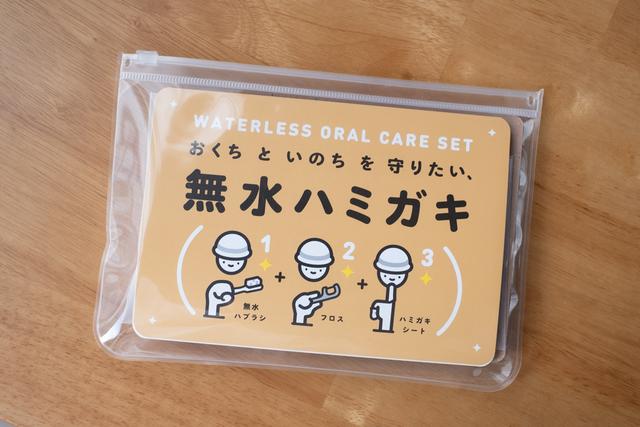 WATERLESS ORAL CARE SET
おくち と いのち を 守りたい、
無水ハミガキ
1
2
3
+
+
無水
ハブラシ
フロス
ハミガキ
シート